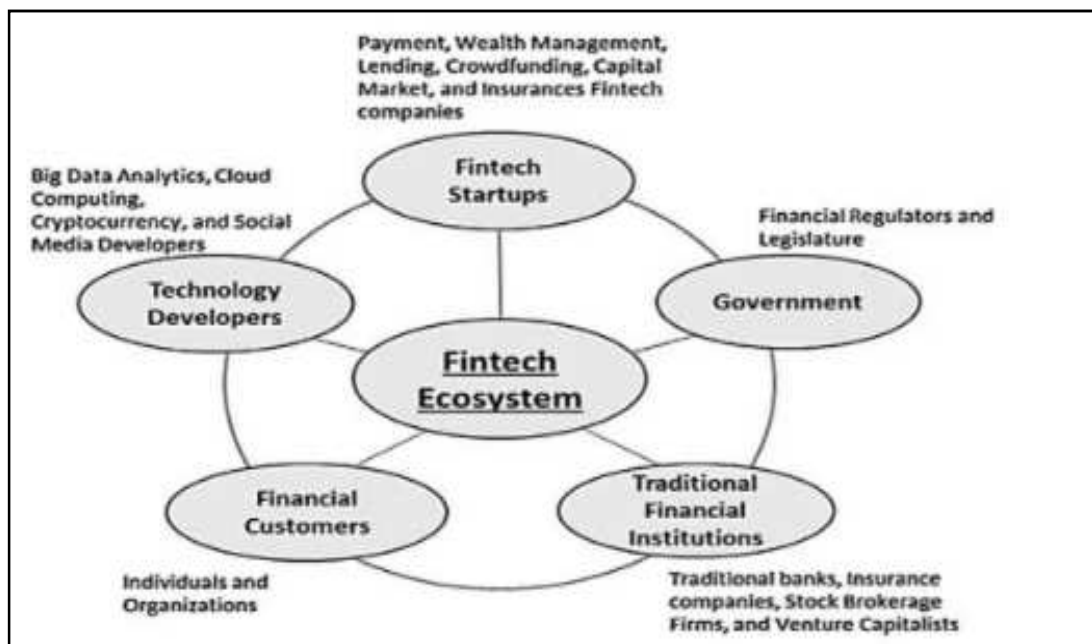 Payment, Wealth Management,
Lending, Crowdfunding, Capital
Market, and Insurances Fintech
companies
Fintech
Startups
Big Data Analytics, Cloud
Computing,
Cryptocurrency, and Social
Media Developers
Technology
Developers
Financial Regulators and
Legislature
Government
Fintech
Ecosystem
Financial
Customers
Individuals and
Organizations
Traditional
Financial
Institutions
Traditional banks, Insurance
companies, Stock Brokerage
Firms, and Venture Capitalists